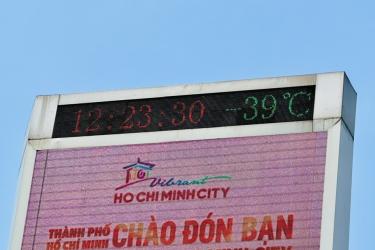 12:23:30 -39°C
Vibrant
HO CHI MINH CITY
THÀNH PHỐ
HỒ CHÍ MINH CHÀO ĐÓN BẠN